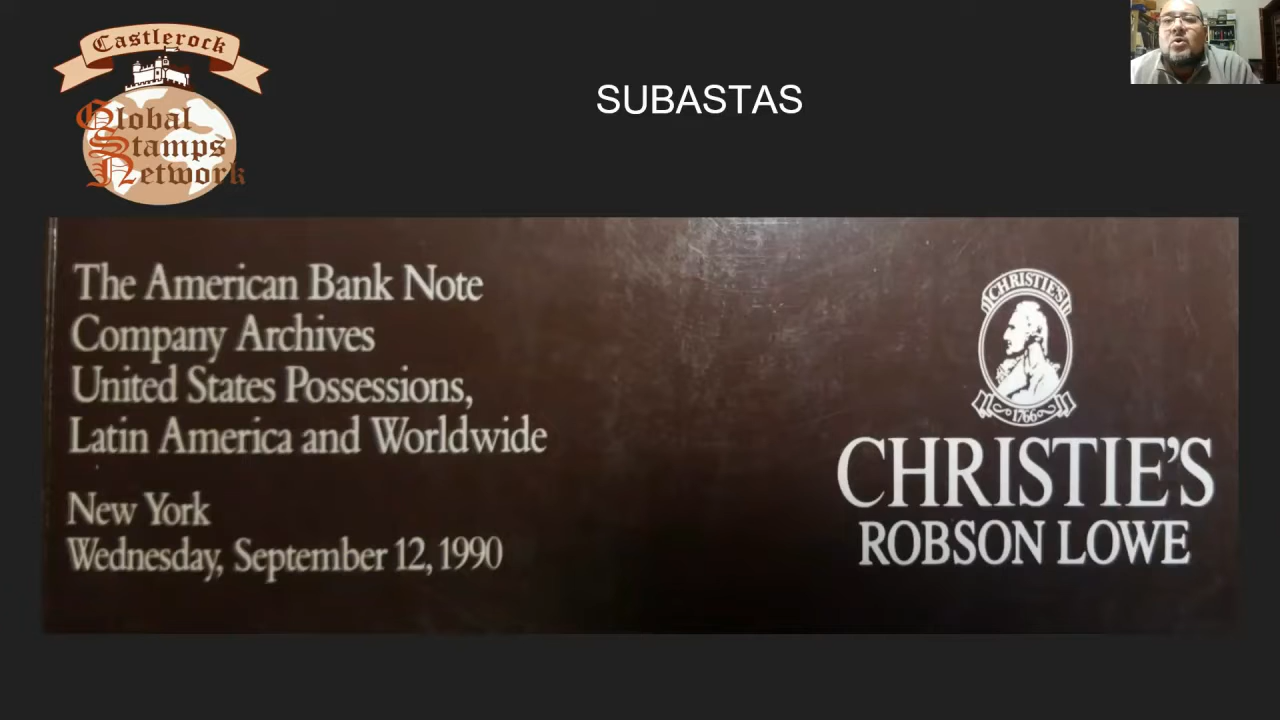 Castlerock
Global
Stamps
Network
SUBASTAS
The American Bank Note
Company Archives
United States Possessions,
Latin America and Worldwide
New York
Wednesday, September 12, 1990
CHRISTIE'S
1766
CHRISTIE'S
ROBSON LOWE